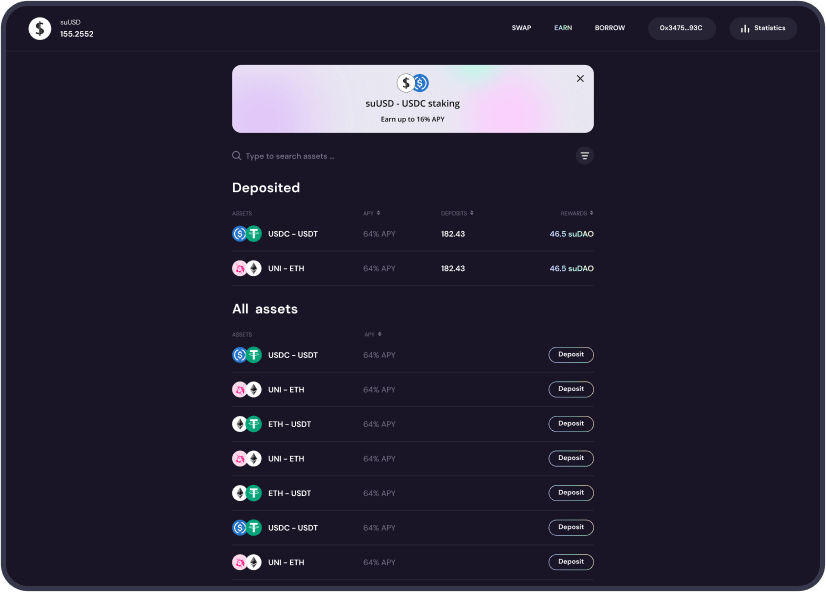 suUSD
155.2552
SWAP EARN BORROW 0x3475...93C Statistics
suUSD - USDC staking
Earn up to 16% APY
Type to search assets ...
Deposited
ASSETS APY DEPOSITS REWARDS
USDC - USDT 64% APY 182.43 46.5 suDAO
UNI - ETH 64% APY 182.43 46.5 suDAO
All assets
ASSETS APY
USDC - USDT 64% APY Deposit
UNI - ETH 64% APY Deposit
ETH - USDT 64% APY Deposit
UNI - ETH 64% APY Deposit
ETH - USDT 64% APY Deposit
USDC - USDT 64% APY Deposit
UNI - ETH 64% APY Deposit